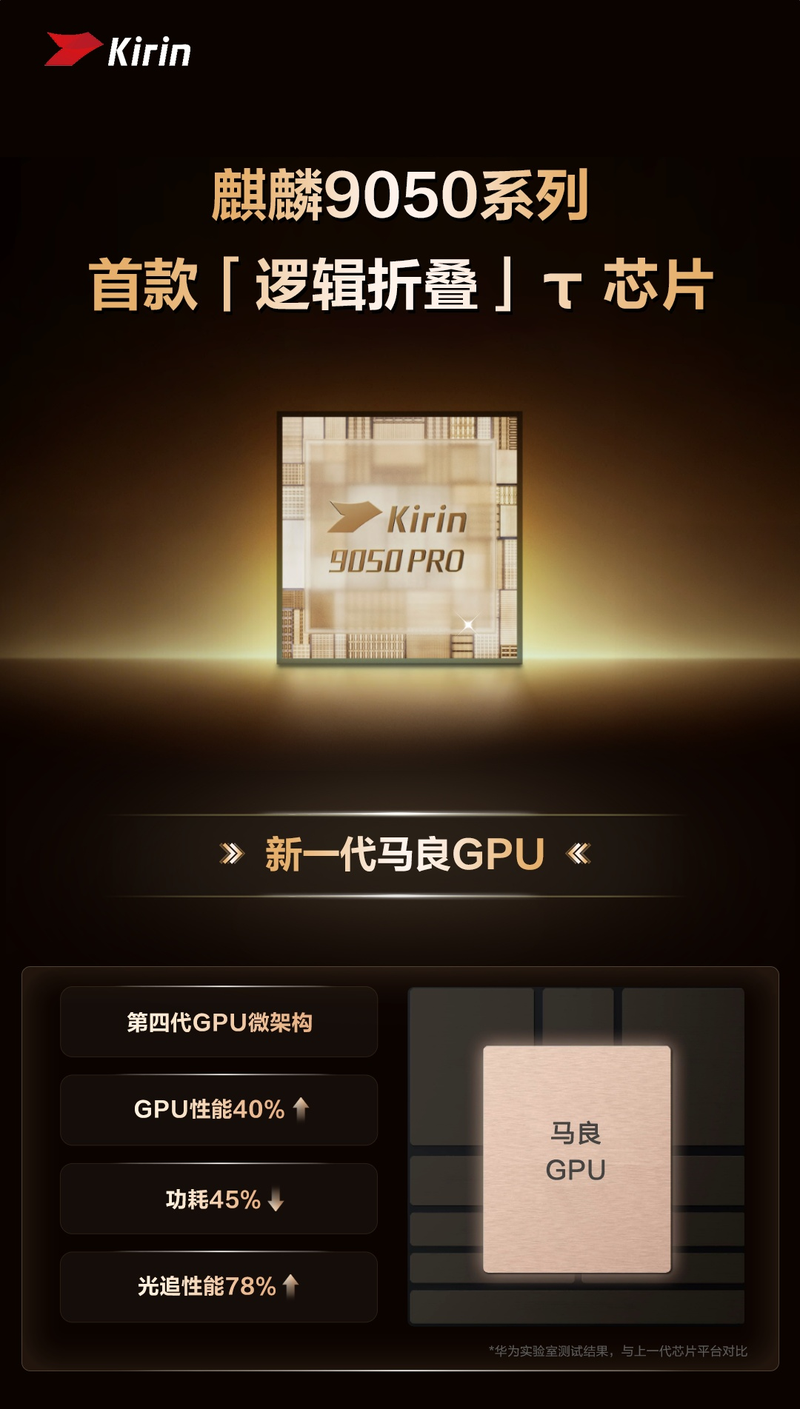 Kirin
麒麟9050系列
首款「逻辑折叠」τ 芯片
Kirin
9050 PRO
新一代马良GPU
第四代GPU微架构
GPU性能40%
功耗45%
光追性能78%
马良
GPU
*华为实验室测试结果，与上一代芯片平台对比